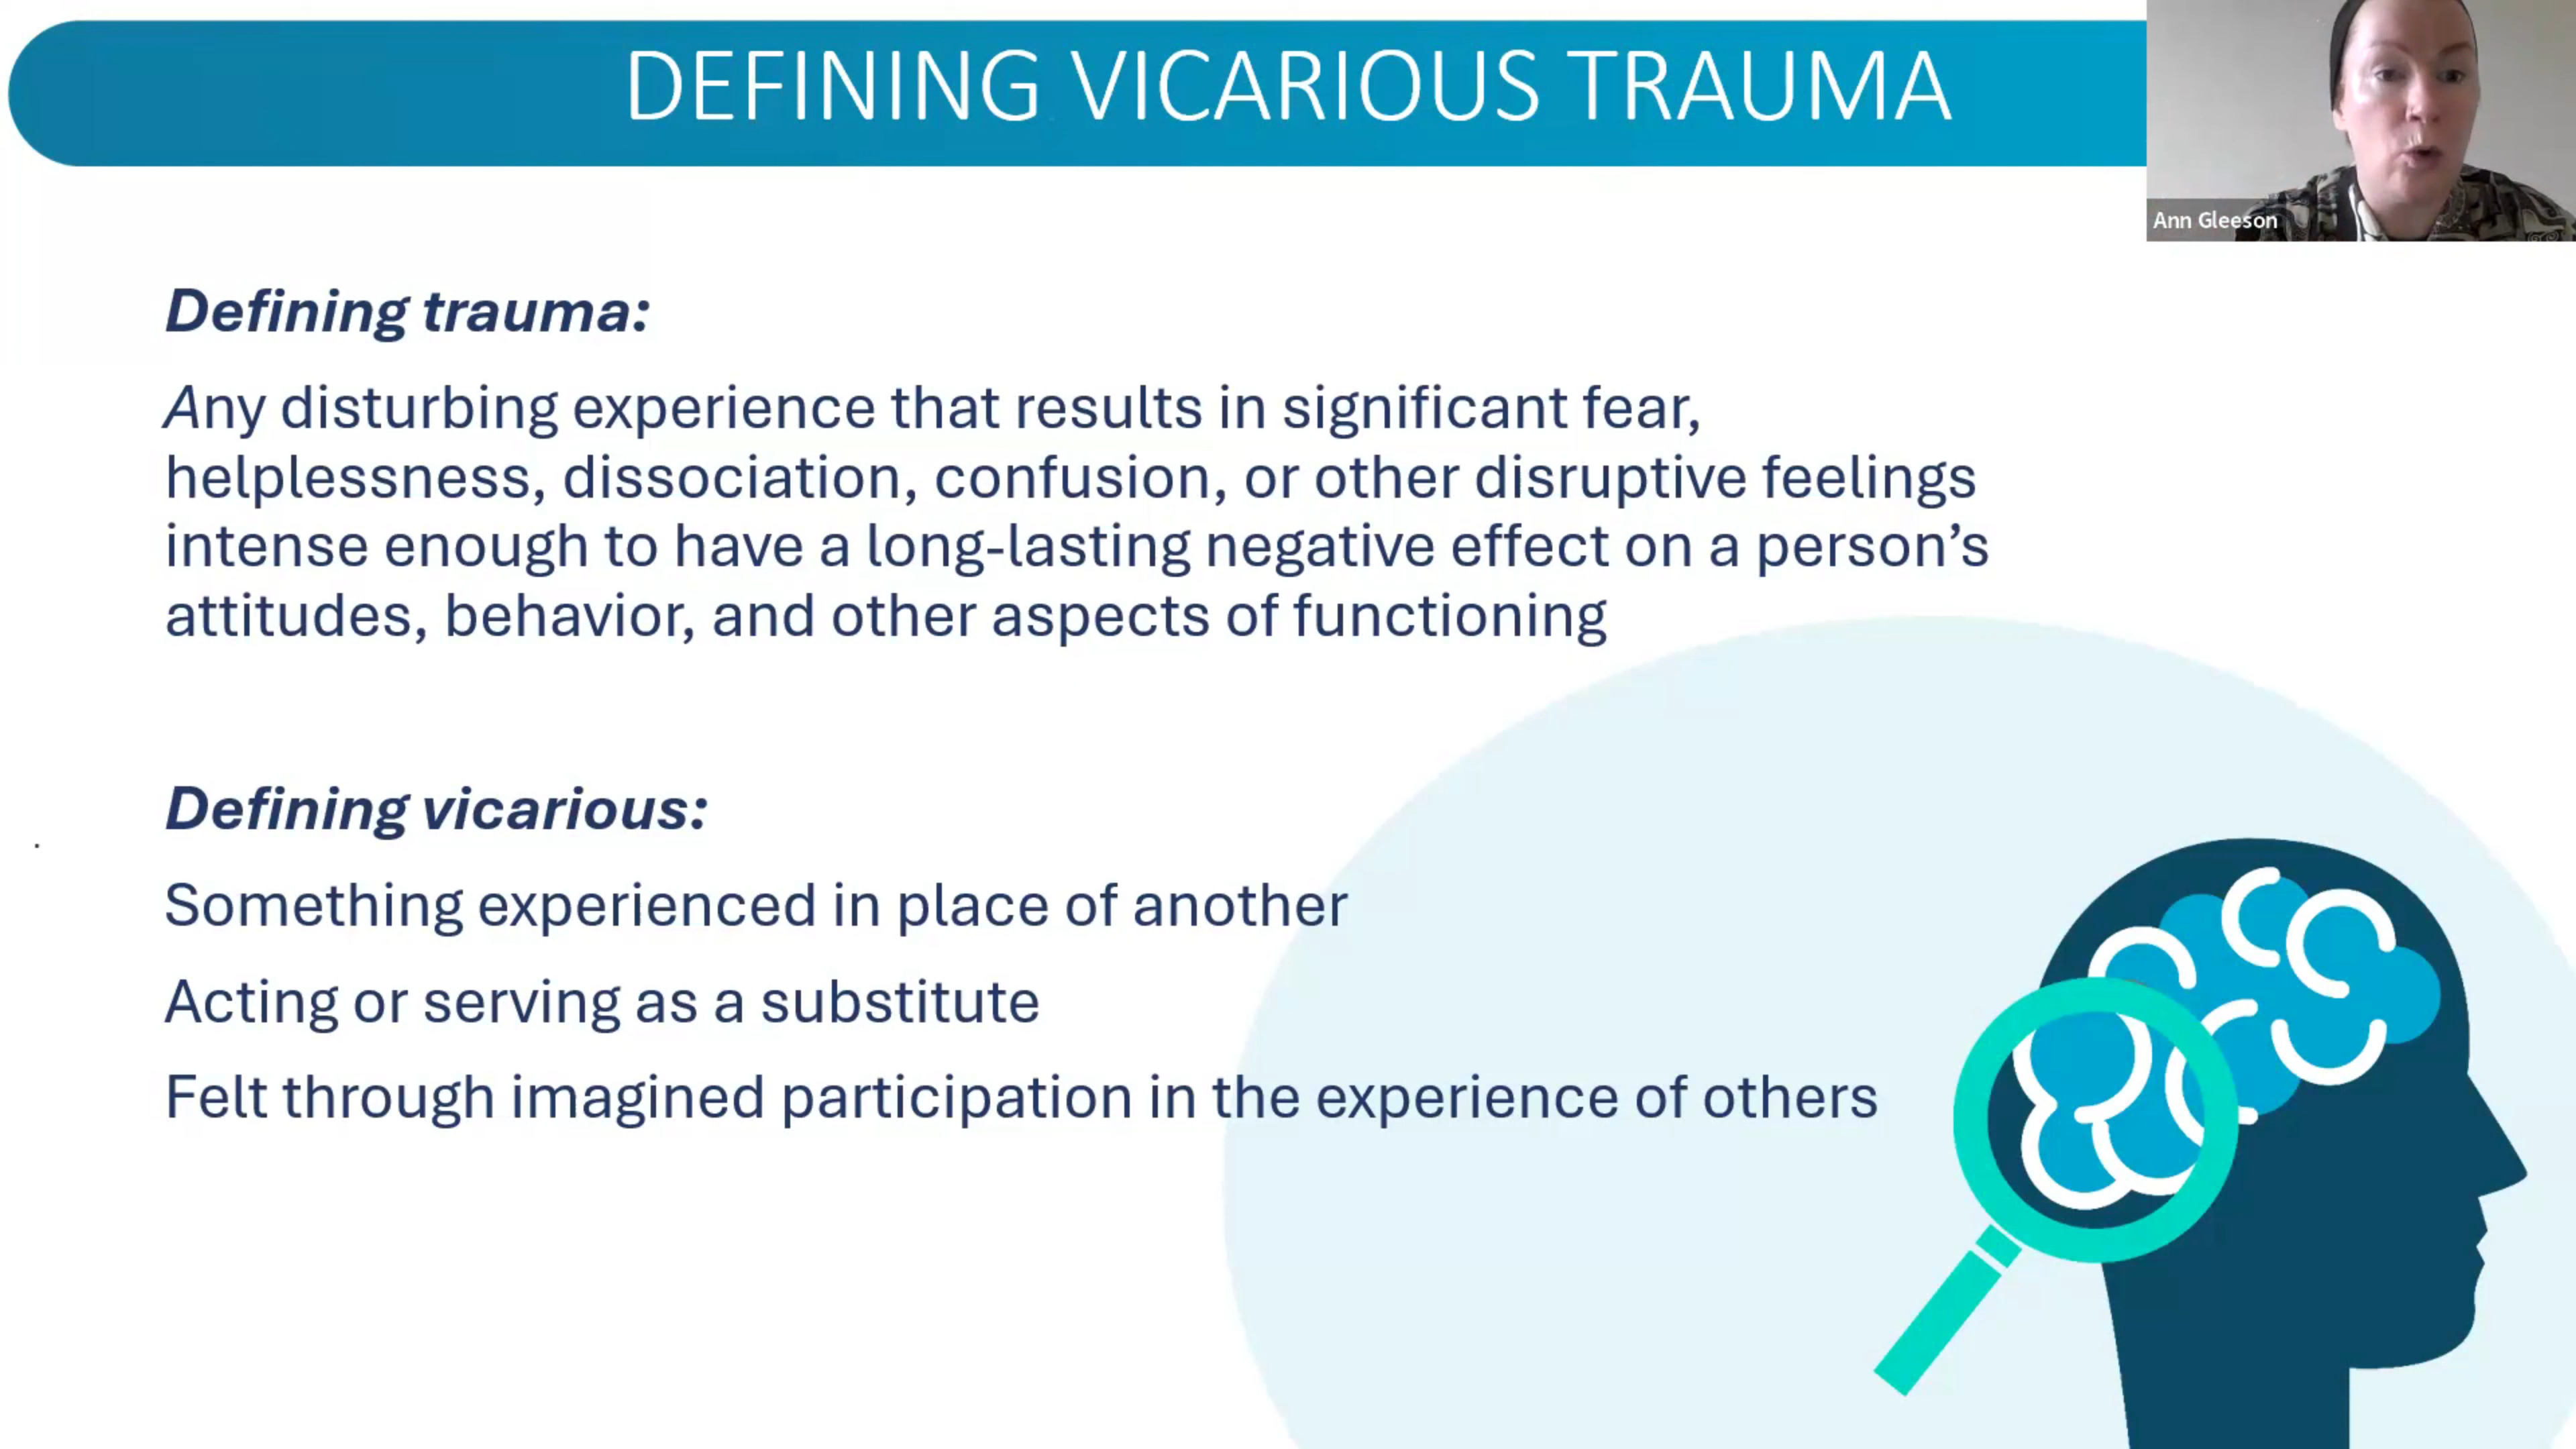 DEFINING VICARIOUS TRAUMA
Ann Gleeson
Defining trauma:
Any disturbing experience that results in significant fear,
helplessness, dissociation, confusion, or other disruptive feelings
intense enough to have a long-lasting negative effect on a person’s
attitudes, behavior, and other aspects of functioning
Defining vicarious:
Something experienced in place of another
Acting or serving as a substitute
Felt through imagined participation in the experience of others